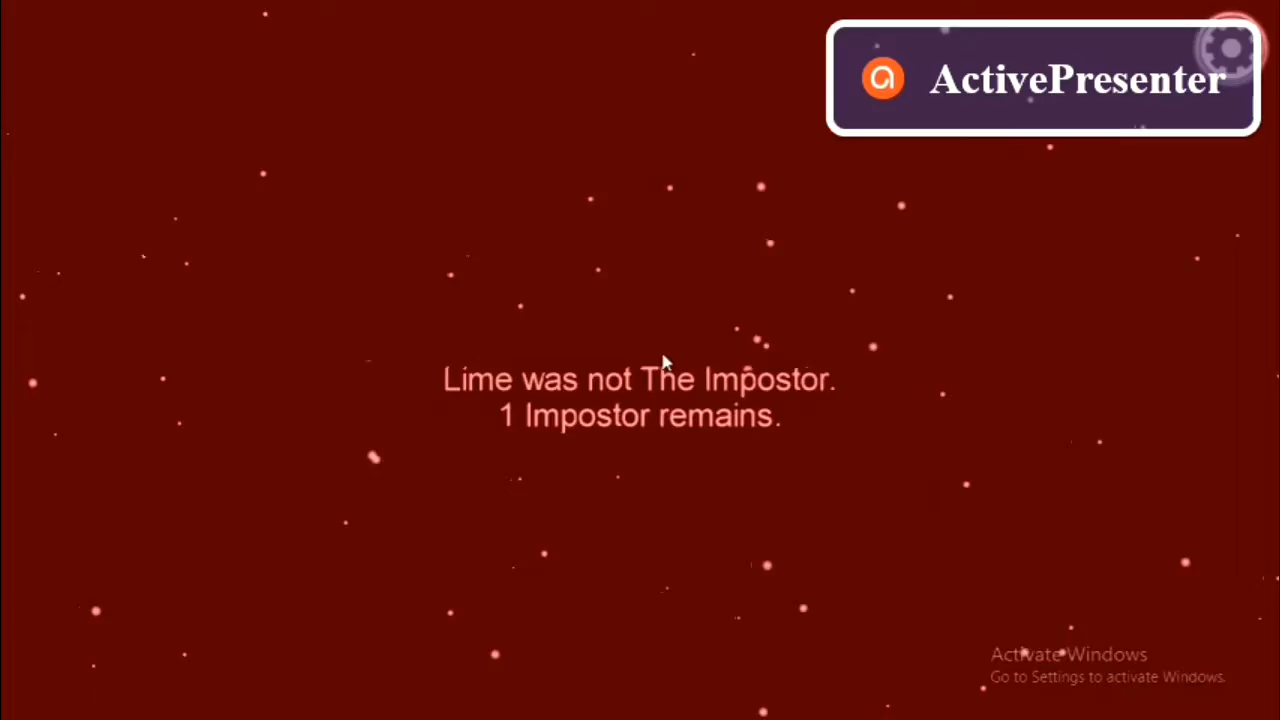 ActivePresenter
Lime was not The Impostor.
1 Impostor remains.
Activate Windows
Go to Settings to activate Windows.